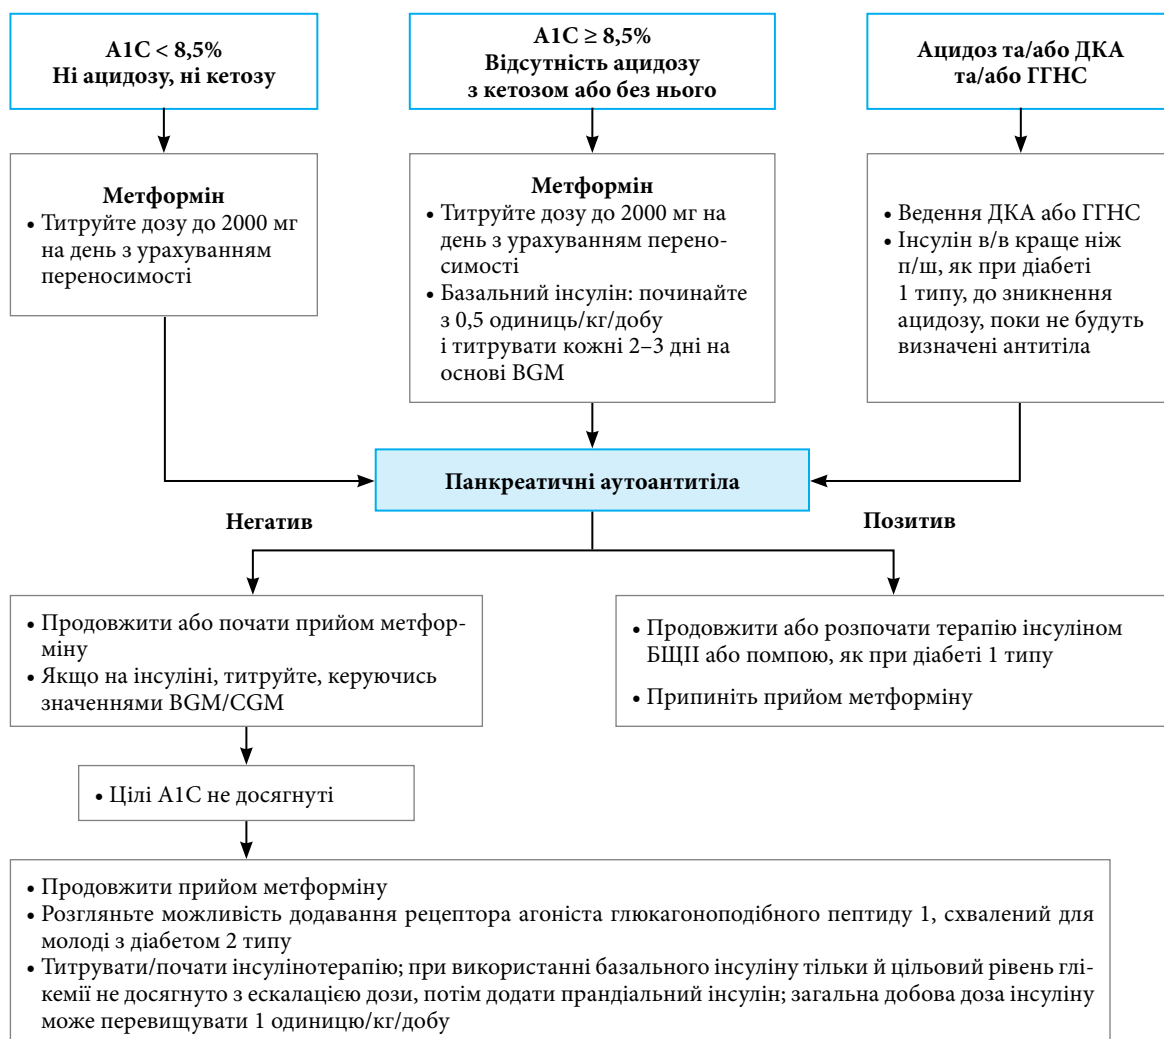 A1C < 8,5%
Ні ацидозу, ні кетозу
A1C ≥ 8,5%
Відсутність ацидозу
з кетозом або без нього
Ацидоз та/або ДКА
та/або ГГНС
Метформін
• Титруйте дозу до 2000 мг
на день з урахуванням
переносимості
Метформін
• Титруйте дозу до 2000 мг на
день з урахуванням перено-
симості
• Базальний інсулін: починайте
з 0,5 одиниць/кг/добу
і титрувати кожні 2–3 дні на
основі BGM
• Ведення ДКА або ГГНС
• Інсулін в/в краще ніж
п/ш, як при діабеті
1 типу, до зникнення
ацидозу, поки не будуть
визначені антитіла
Панкреатичні аутоантитіла
Негатив
Позитив
• Продовжити або почати прийом метфор-
міну
• Якщо на інсуліні, титруйте, керуючись
значеннями BGM/CGM
• Продовжити або розпочати терапію інсуліном
БЩІІ або помпою, як при діабеті 1 типу
• Припиніть прийом метформіну
• Цілі A1C не досягнуті
• Продовжити прийом метформіну
• Розгляньте можливість додавання рецептора агоніста глюкагоноподібного пептиду 1, схвалений для
молоді з діабетом 2 типу
• Титрувати/почати інсулінотерапію; при використанні базального інсуліну тільки й цільовий рівень глі-
кемії не досягнуто з ескалацією дози, потім додати прандіальний інсулін; загальна добова доза інсуліну
може перевищувати 1 одиницю/кг/добу